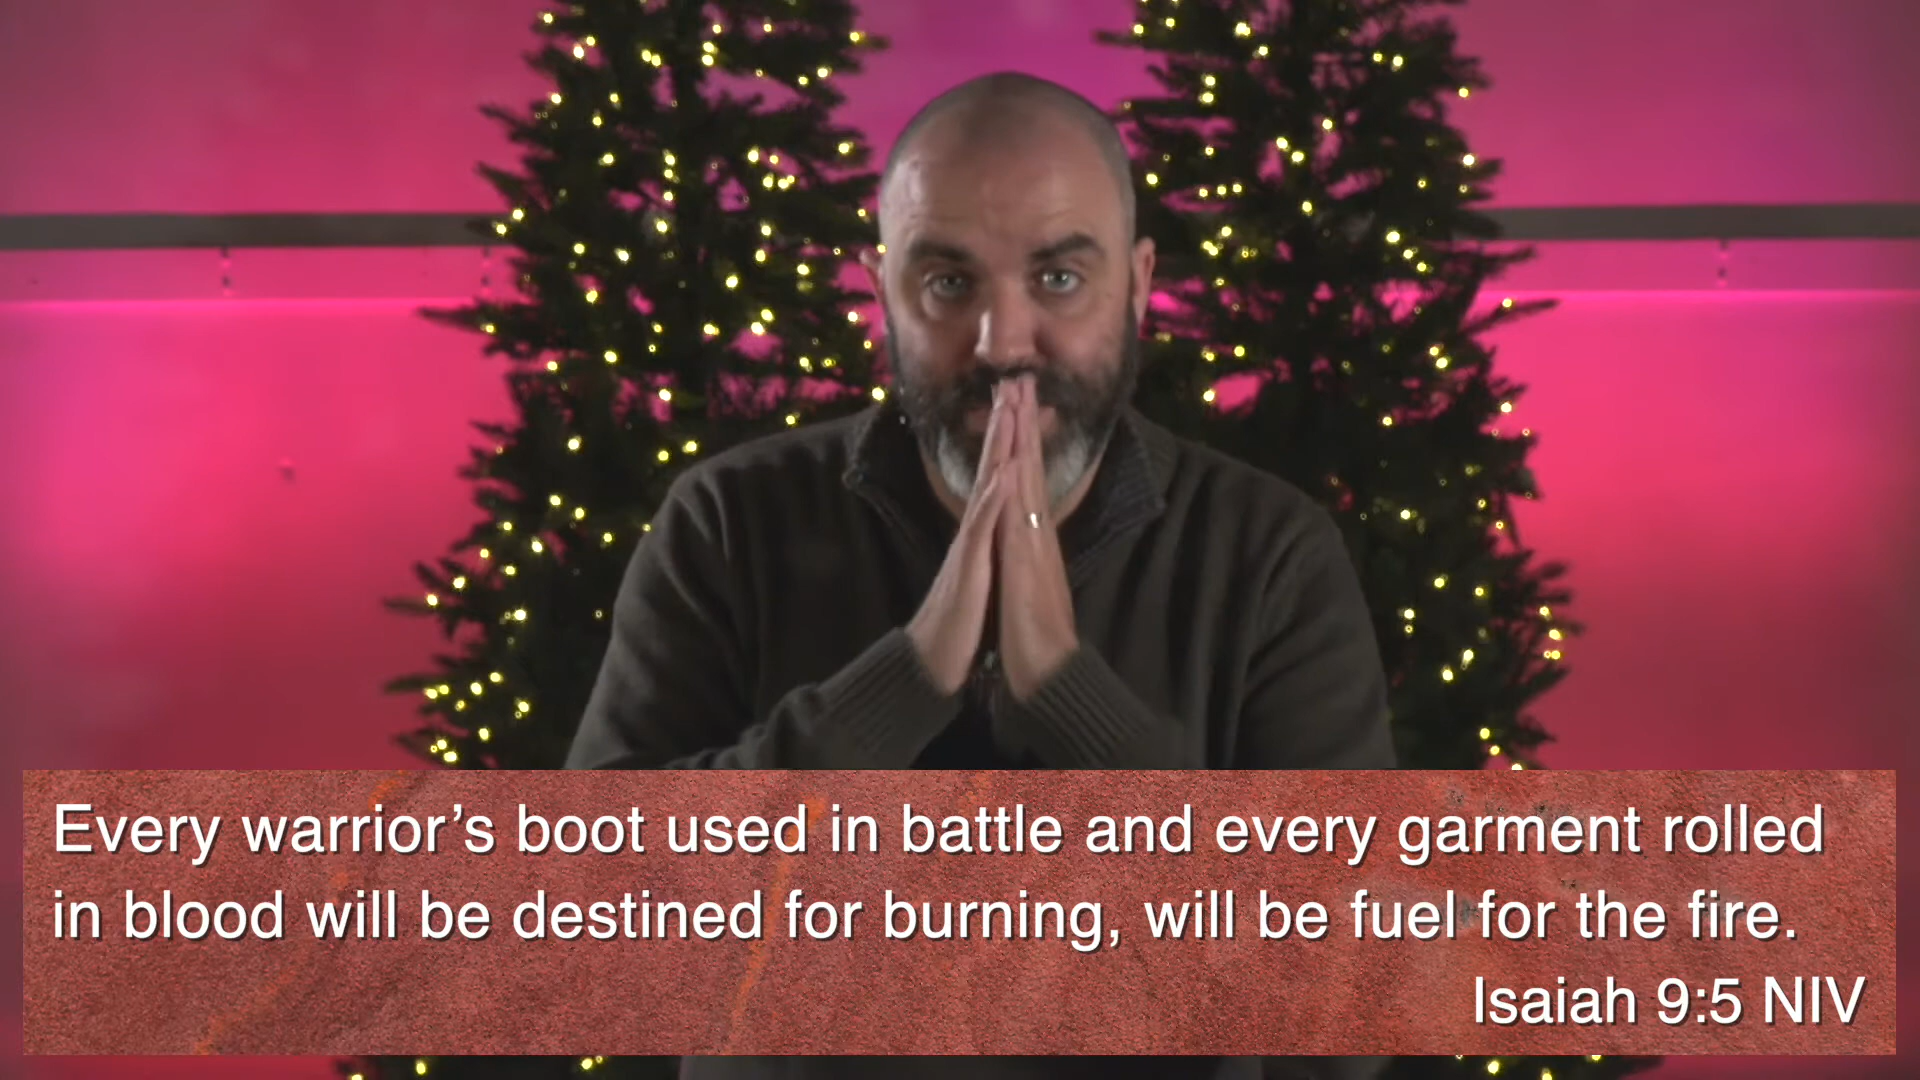 Every warrior’s boot used in battle and every garment rolled
in blood will be destined for burning, will be fuel for the fire.
Isaiah 9:5 NIV